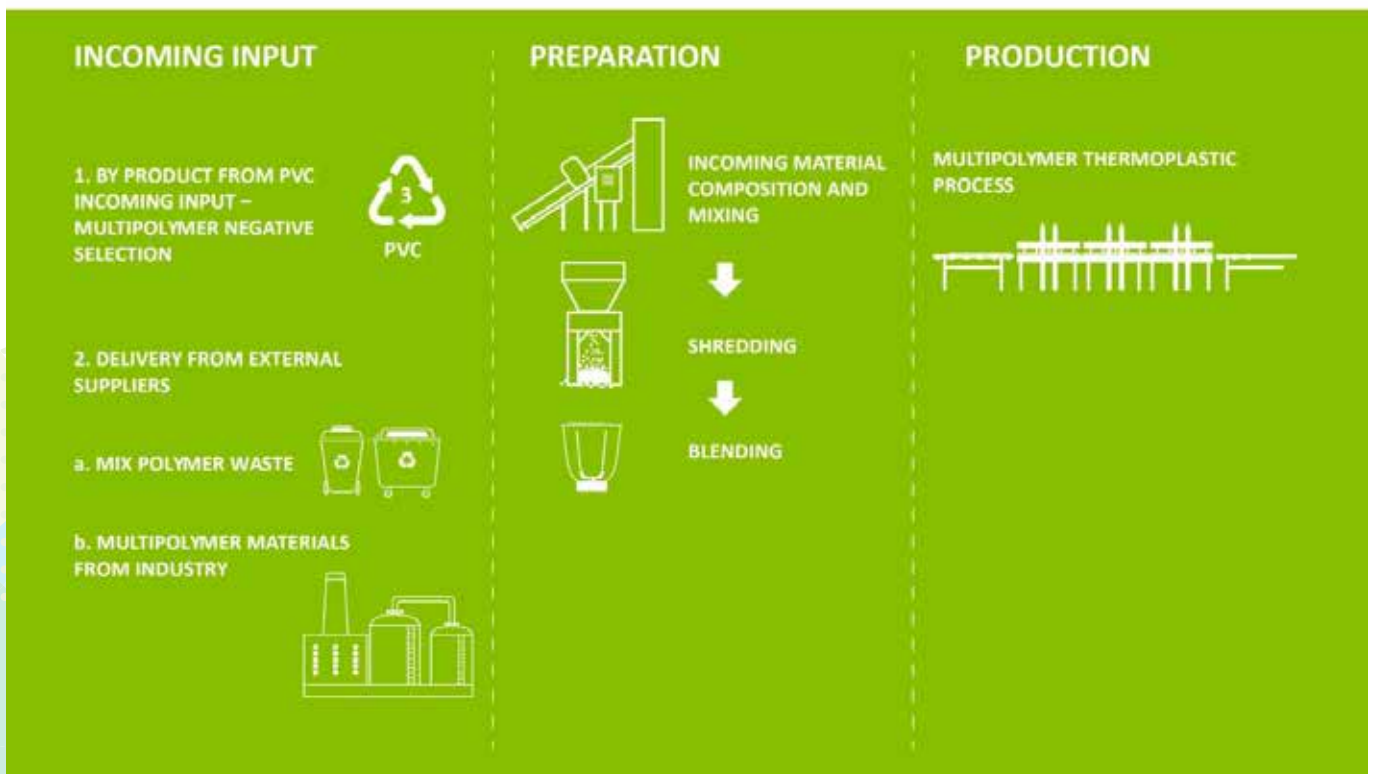 INCOMING INPUT
1. BY PRODUCT FROM PVC
INCOMING INPUT –
MULTIPOLYMER NEGATIVE
SELECTION
3
PVC
2. DELIVERY FROM EXTERNAL
SUPPLIERS
a. MIX POLYMER WASTE
b. MULTIPOLYMER MATERIALS
FROM INDUSTRY
PREPARATION
INCOMING MATERIAL
COMPOSITION AND
MIXING
SHREDDING
BLENDING
PRODUCTION
MULTIPOLYMER THERMOPLASTIC
PROCESS